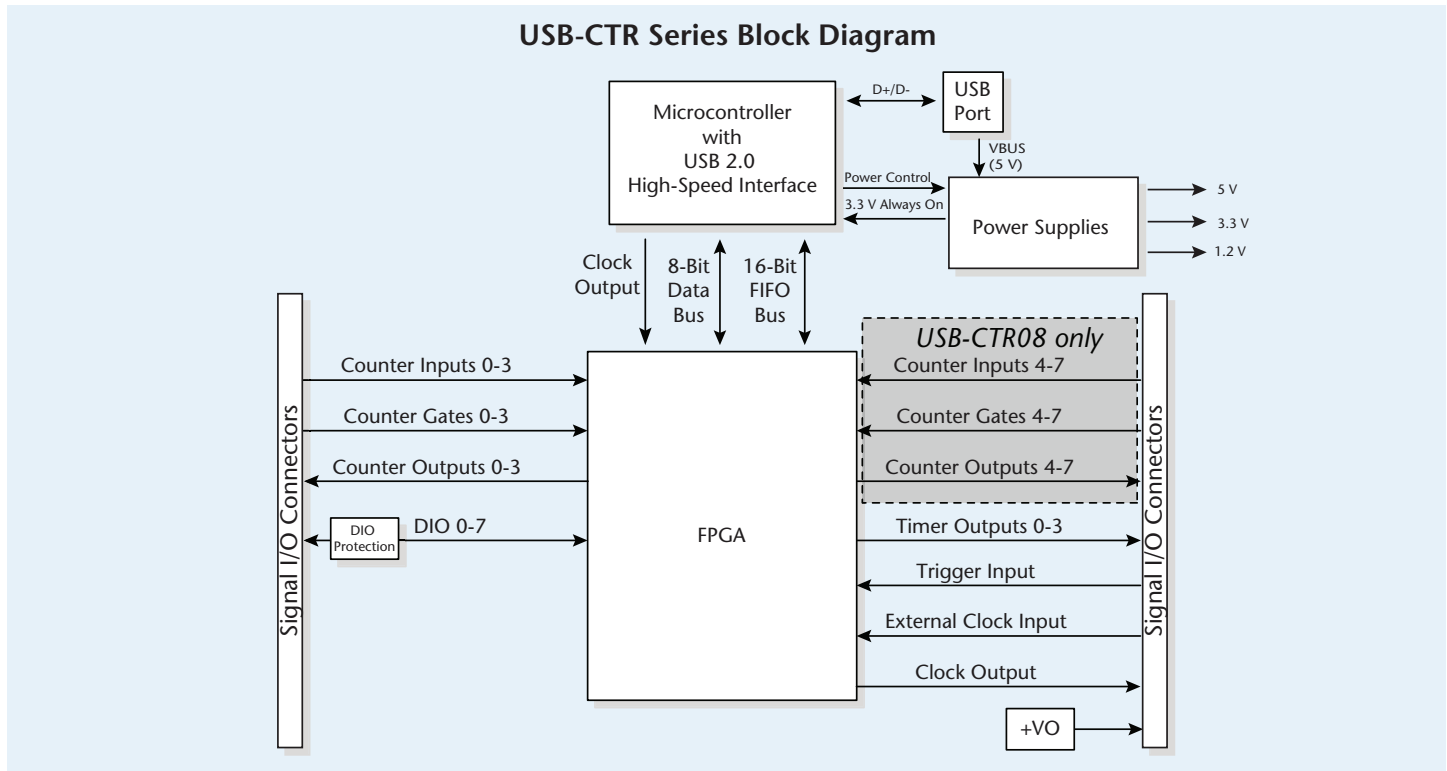 USB-CTR Series Block Diagram
Microcontroller
with
USB 2.0
High-Speed Interface
D+/D-
USB
Port
VBUS
(5 V)
Power Control
3.3 V Always On
Power Supplies
5 V
3.3 V
1.2 V
Clock
Output
8-Bit
Data
Bus
16-Bit
FIFO
Bus
Signal I/O Connectors
Counter Inputs 0-3
Counter Gates 0-3
Counter Outputs 0-3
DIO
Protection
DIO 0-7
FPGA
USB-CTR08 only
Counter Inputs 4-7
Counter Gates 4-7
Counter Outputs 4-7
Timer Outputs 0-3
Trigger Input
External Clock Input
Clock Output
+VO
Signal I/O Connectors